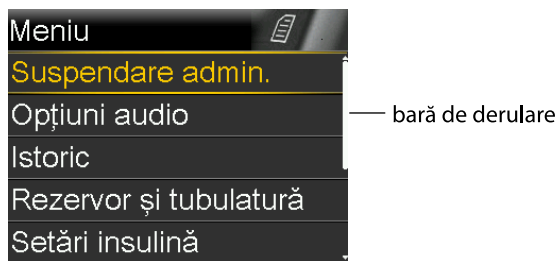 Meniu
Suspendare admin.
Opțiuni audio
bară de derulare
Istoric
Rezervor și tubulatură
Setări insulină